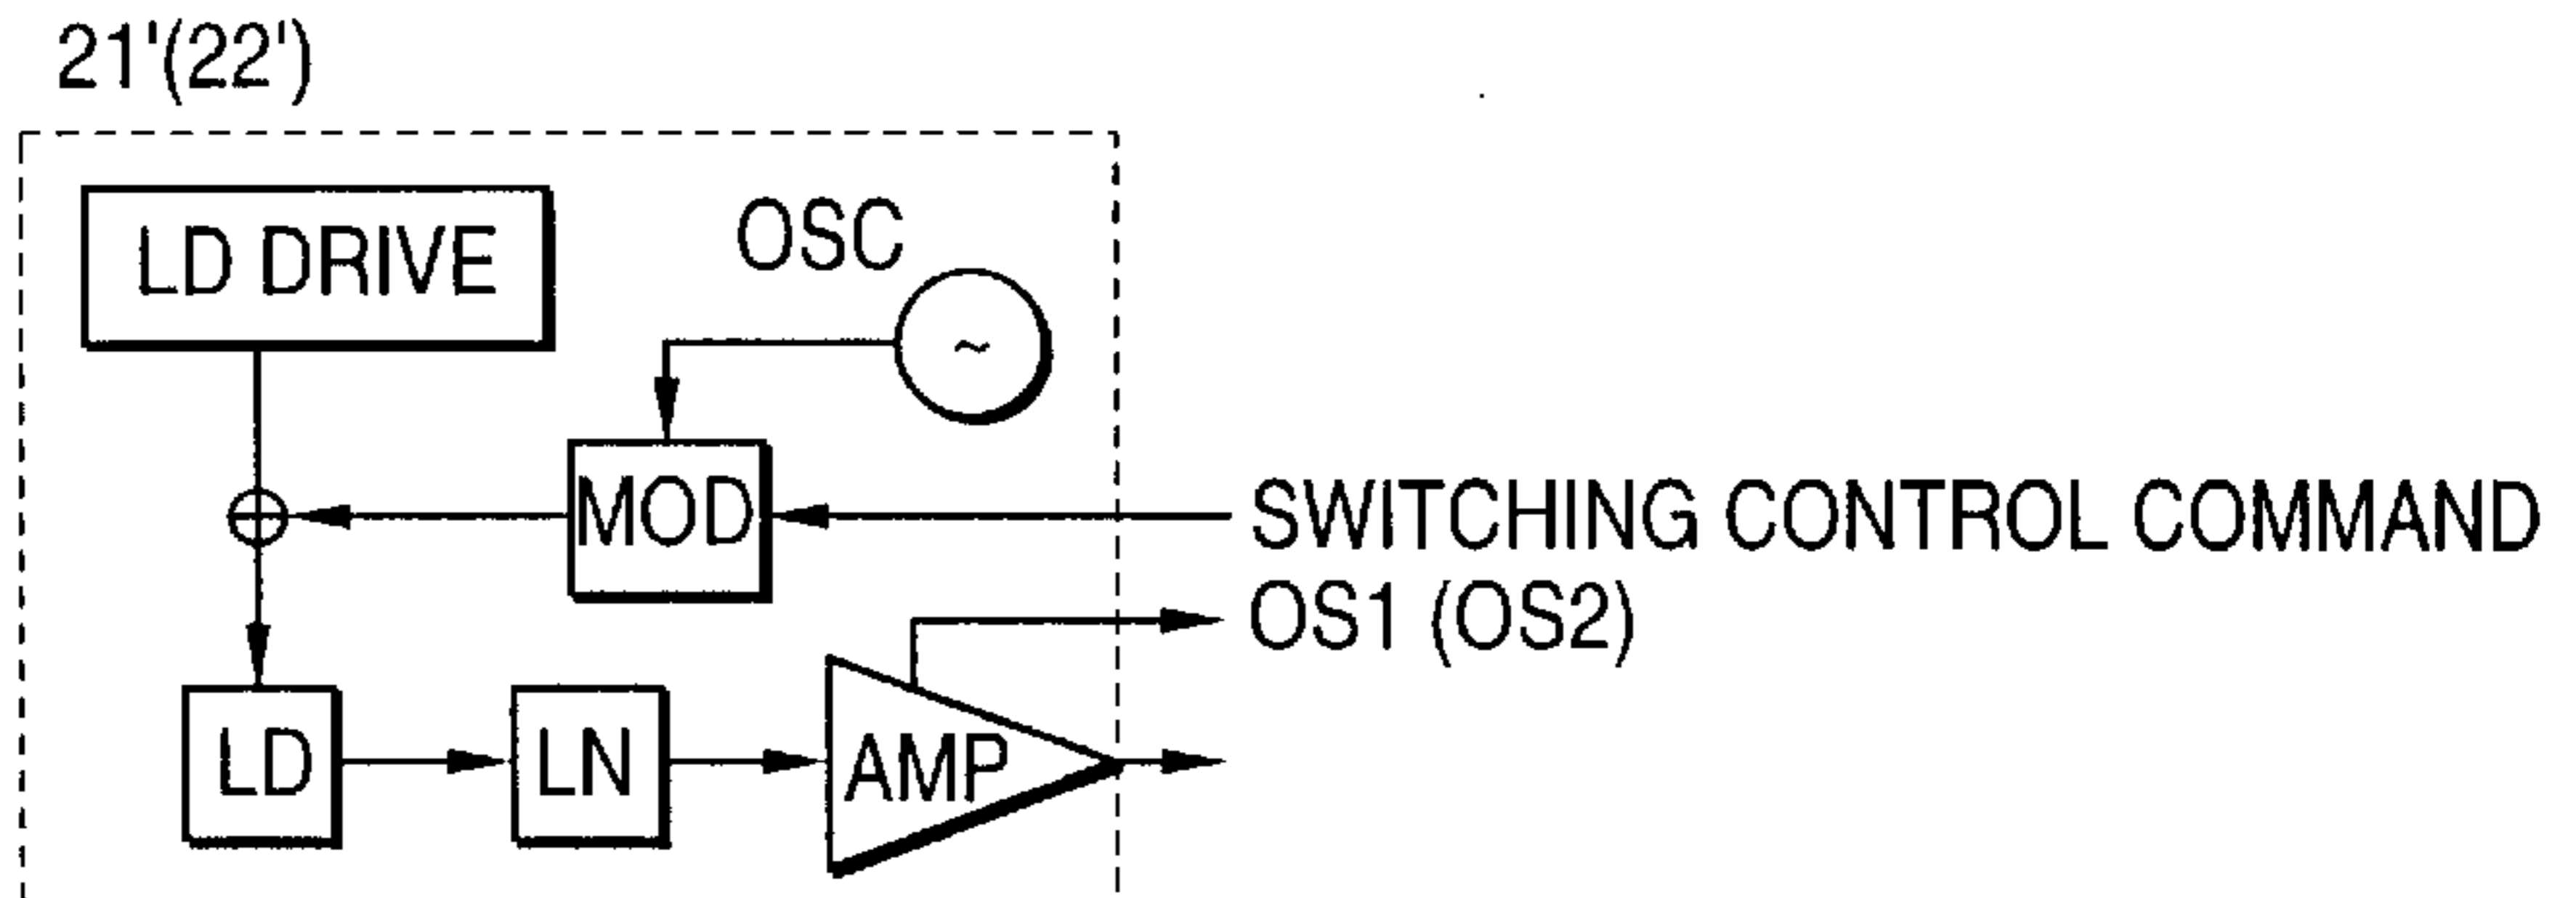 21'(22')
LD DRIVE
OSC
~
MOD
SWITCHING CONTROL COMMAND
OS1 (OS2)
LD
LN
AMP